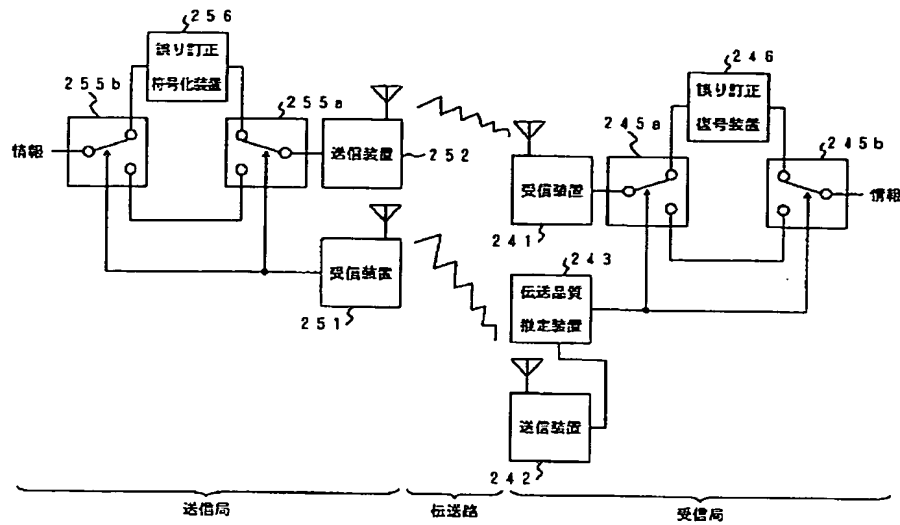 256
誤り訂正
符号化装置
255b
255a
情報
送信装置
252
受信装置
251
246
誤り訂正
復号装置
245a
245b
受信装置
情報
241
243
伝送品質
推定装置
送信装置
242
送信局
伝送路
受信局